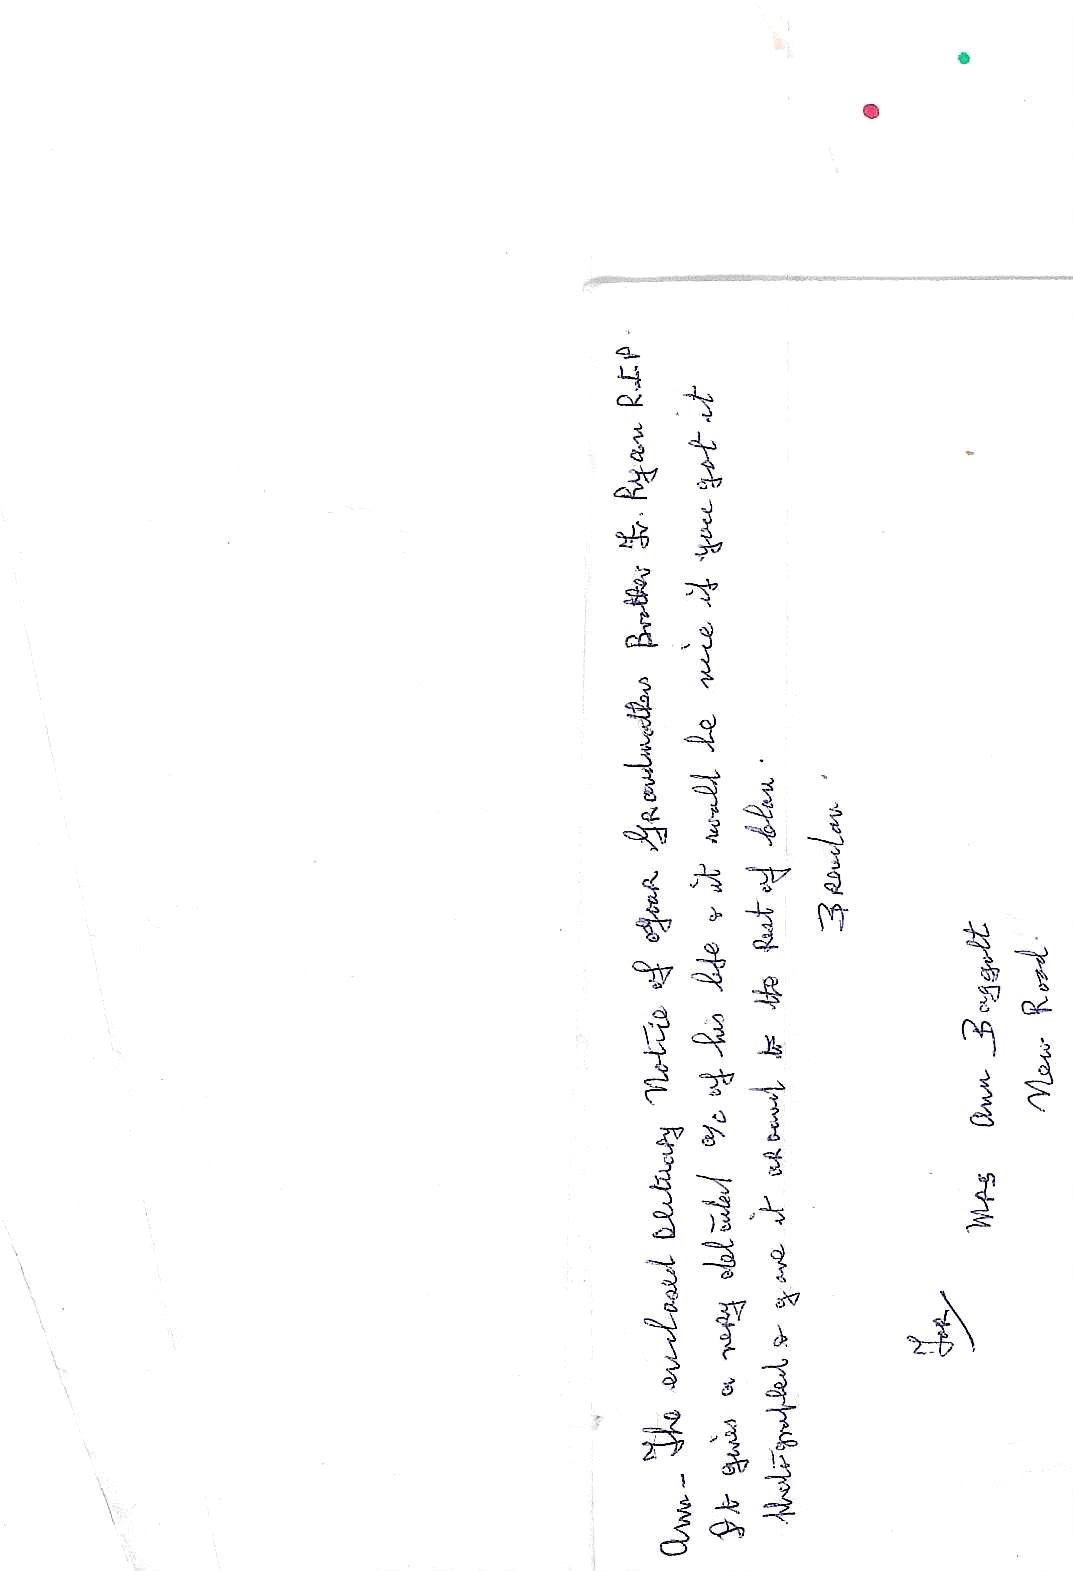 Ann - The enclosed Obituary Notice of your Grandmothers Brother Fr. Ryan R.I.P.
It gives a very detailed a/c of his life & it would be nice if you got it
photographed & gave it around to the Rest of Clan.
Brendan.
For/
Mrs Ann Baggott
New Road.